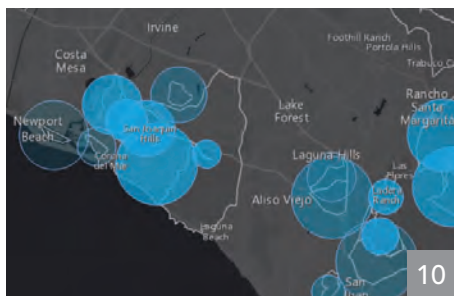 Irvine
Foothill Ranch
Portola Hills
Costa
Mesa
Trabuco C
Rancho
Santa
Margarita
Lake
Forest
Newport
Beach
San Joaquin
Hills
Corona
del Mar
Laguna Hills
Las
Flores
Aliso Viejo
Ladera
Ranch
Laguna
Beach
San
Juan
10